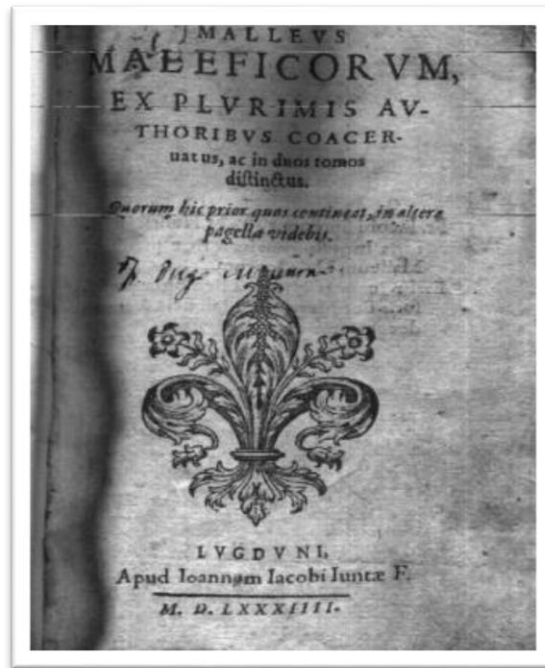 MALLEVS
MALEFICORVM,
EX PLVRIMIS AV-
THORIBVS COACER-
uatus, ac in duos tomos
distinctus.
Quorum hic prior quos contineat, in altera
pagella videbis.
LVGDVNI,
Apud Ioannem Iacobi Iuntæ F.
M. D. LXXXIIII.